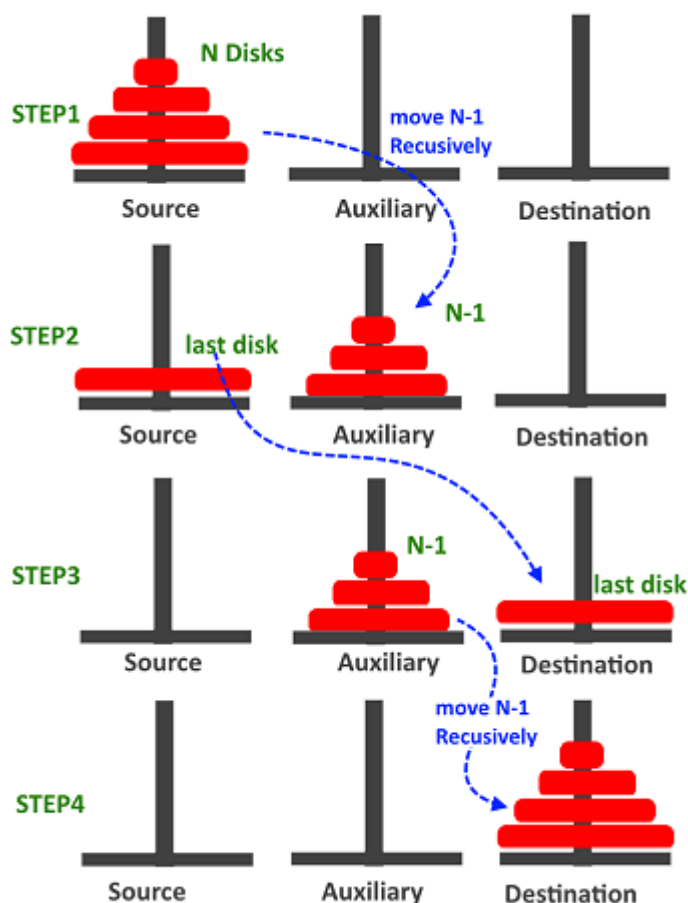 N Disks
STEP1
move N-1
Recusively
Source
Auxiliary
Destination
STEP2
last disk
N-1
Source
Auxiliary
Destination
STEP3
N-1
last disk
Source
Auxiliary
Destination
move N-1
Recusively
STEP4
Source
Auxiliary
Destination